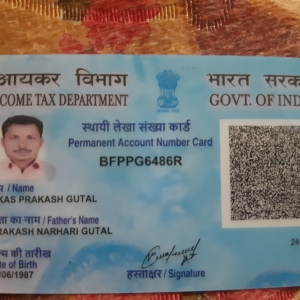 आयकर विभाग
भारत सरक
COME TAX DEPARTMENT
GOVT. OF IND
स्थायी लेखा संख्या कार्ड
Permanent Account Number Card
BFPPG6486R
म / Name
KAS PRAKASH GUTAL
ता का नाम / Father's Name
RAKASH NARHARI GUTAL
म की तारीख
te of Birth
/06/1987
हस्ताक्षर / Signature
24